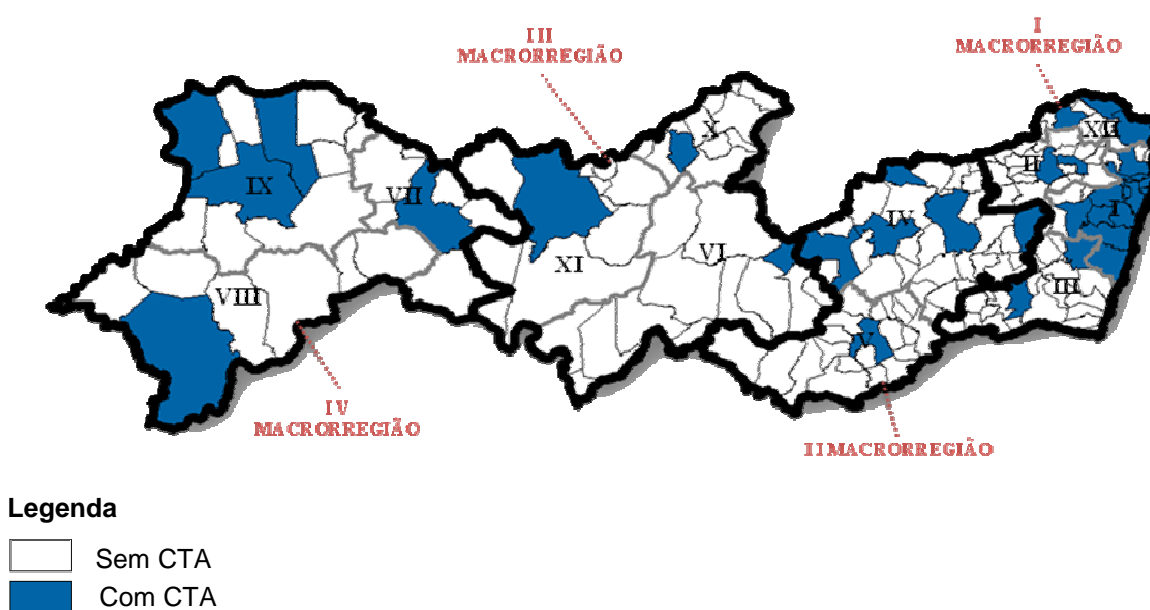 I
MACRORREGIÃO
III
MACRORREGIÃO
X
XII
II
IX
VII
IV
I
VI
XI
VIII
III
V
IV
MACRORREGIÃO
II MACRORREGIÃO
Legenda
Sem CTA
Com CTA